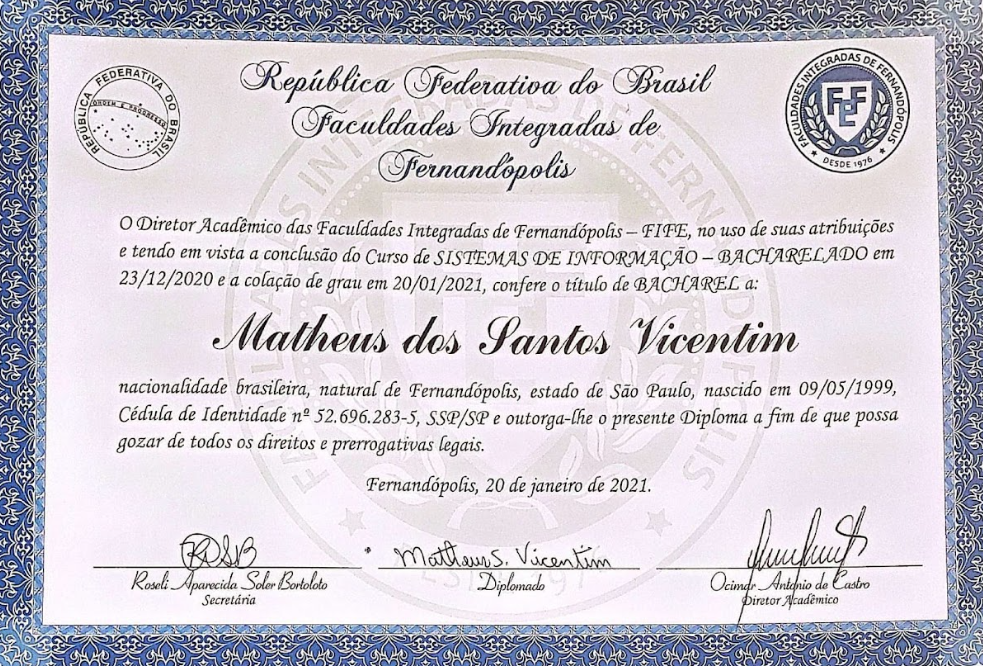 República Federativa do Brasil
Faculdades Integradas de
Fernandópolis
REPÚBLICA FEDERATIVA DO BRASIL
ORDEM E PROGRESSO
FACULDADES INTEGRADAS DE FERNANDÓPOLIS
FEF
DESDE 1976
O Diretor Acadêmico das Faculdades Integradas de Fernandópolis – FIFE, no uso de suas atribuições
e tendo em vista a conclusão do Curso de SISTEMAS DE INFORMAÇÃO – BACHARELADO em
23/12/2020 e a colação de grau em 20/01/2021, confere o título de BACHAREL a:
Matheus dos Santos Vicentim
nacionalidade brasileira, natural de Fernandópolis, estado de São Paulo, nascido em 09/05/1999,
Cédula de Identidade nº 52.696.283-5, SSP/SP e outorga-lhe o presente Diploma a fim de que possa
gozar de todos os direitos e prerrogativas legais.
Fernandópolis, 20 de janeiro de 2021.
Matheus S. Vicentim
Roseli Aparecida Soler Bortoloto
Secretária
Diplomado
Ocimar Antônio de Castro
Diretor Acadêmico